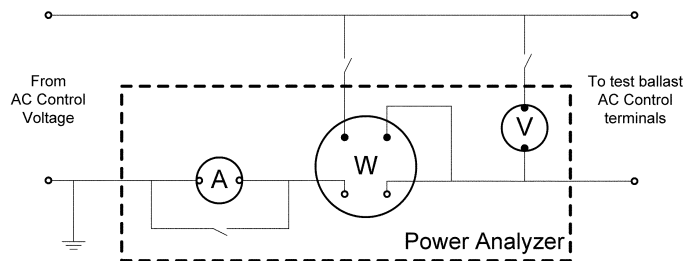 From
AC Control
Voltage
To test ballast
AC Control
terminals
V
W
A
Power Analyzer